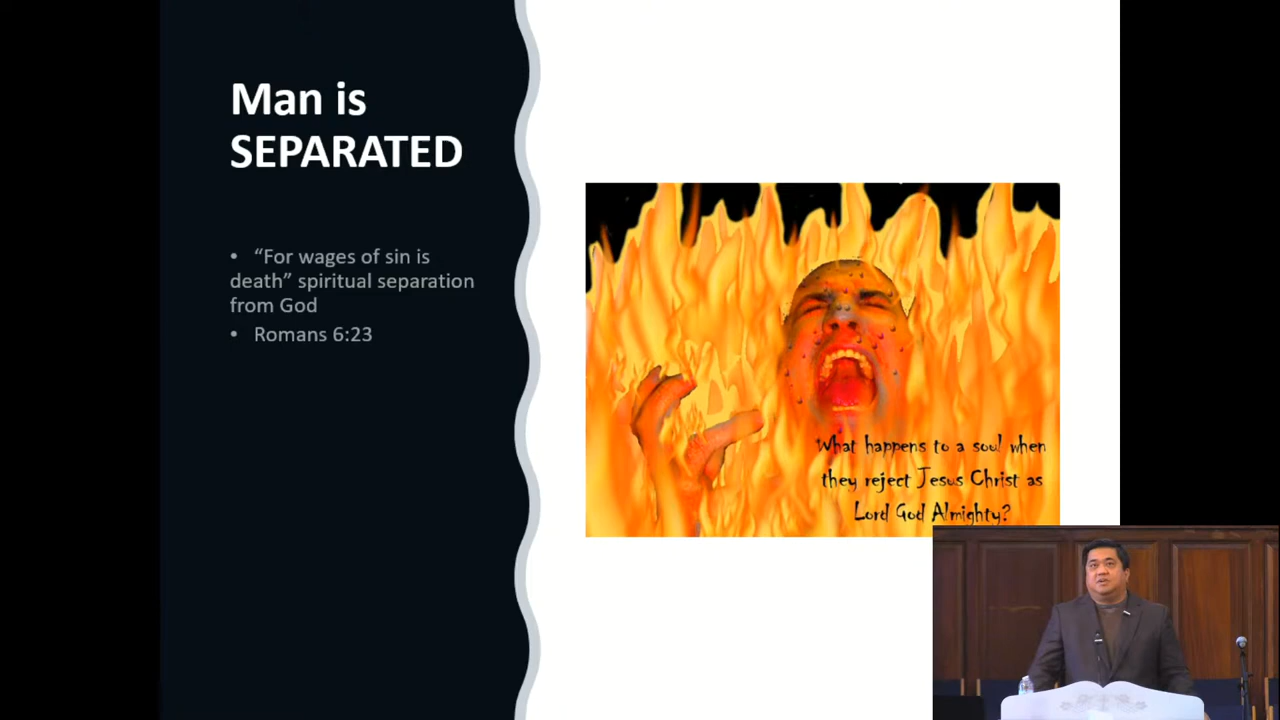 Man is
SEPARATED
• “For wages of sin is
death” spiritual separation
from God
• Romans 6:23
What happens to a soul when
they reject Jesus Christ as
Lord God Almighty?